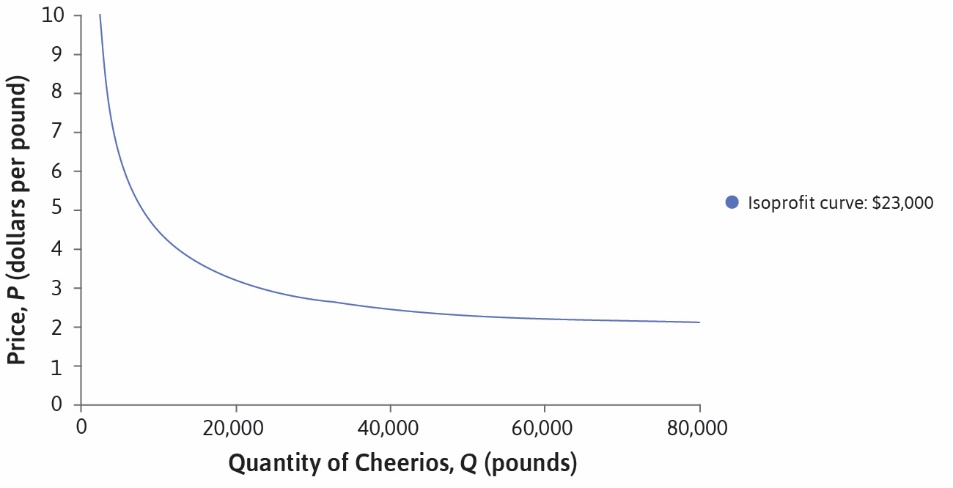 10
9
8
7
6
5
4
3
2
1
0
Price, P (dollars per pound)
0 20,000 40,000 60,000 80,000
Quantity of Cheerios, Q (pounds)
Isoprofit curve: $23,000